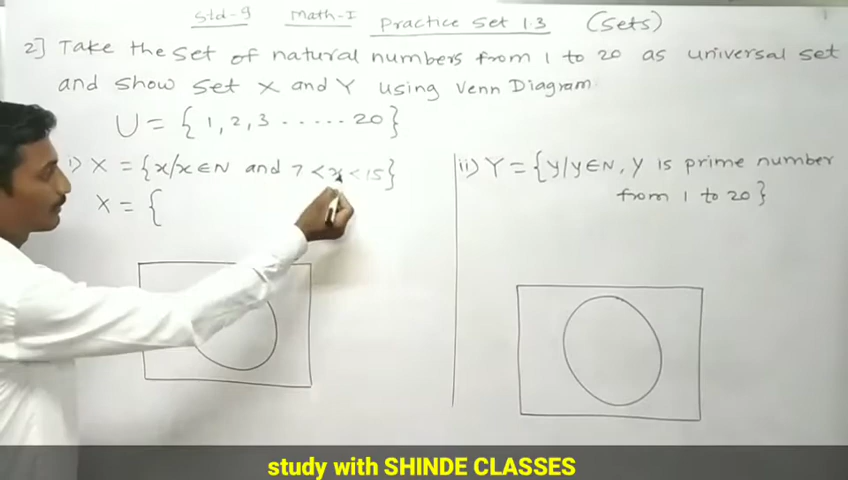 Std-9 Math-I Practice Set 1.3 (Sets)
2] Take the set of natural numbers from 1 to 20 as universal set
and show set X and Y using Venn Diagram
U = { 1, 2, 3 ...... 20 }
i) X = { x/x ∈ N and 7 < x < 15 }
X = {
ii) Y = { y/y ∈ N, y is prime number
from 1 to 20 }
study with SHINDE CLASSES